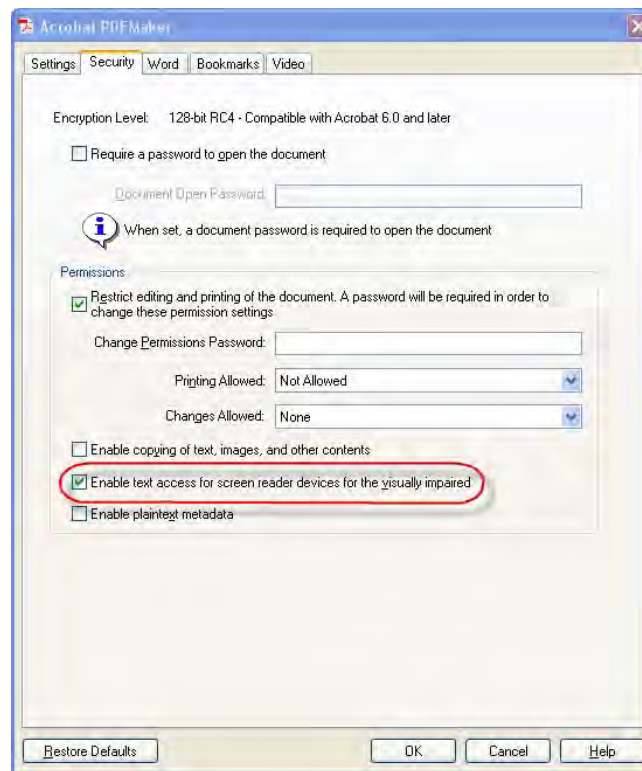 Acrobat PDFMaker
Settings Security Word Bookmarks Video
Encryption Level: 128-bit RC4 - Compatible with Acrobat 6.0 and later
Require a password to open the document
Document Open Password:
When set, a document password is required to open the document
Permissions
Restrict editing and printing of the document. A password will be required in order to
change these permission settings
Change Permissions Password:
Printing Allowed: Not Allowed
Changes Allowed: None
Enable copying of text, images, and other contents
Enable text access for screen reader devices for the visually impaired
Enable plaintext metadata
Restore Defaults OK Cancel Help